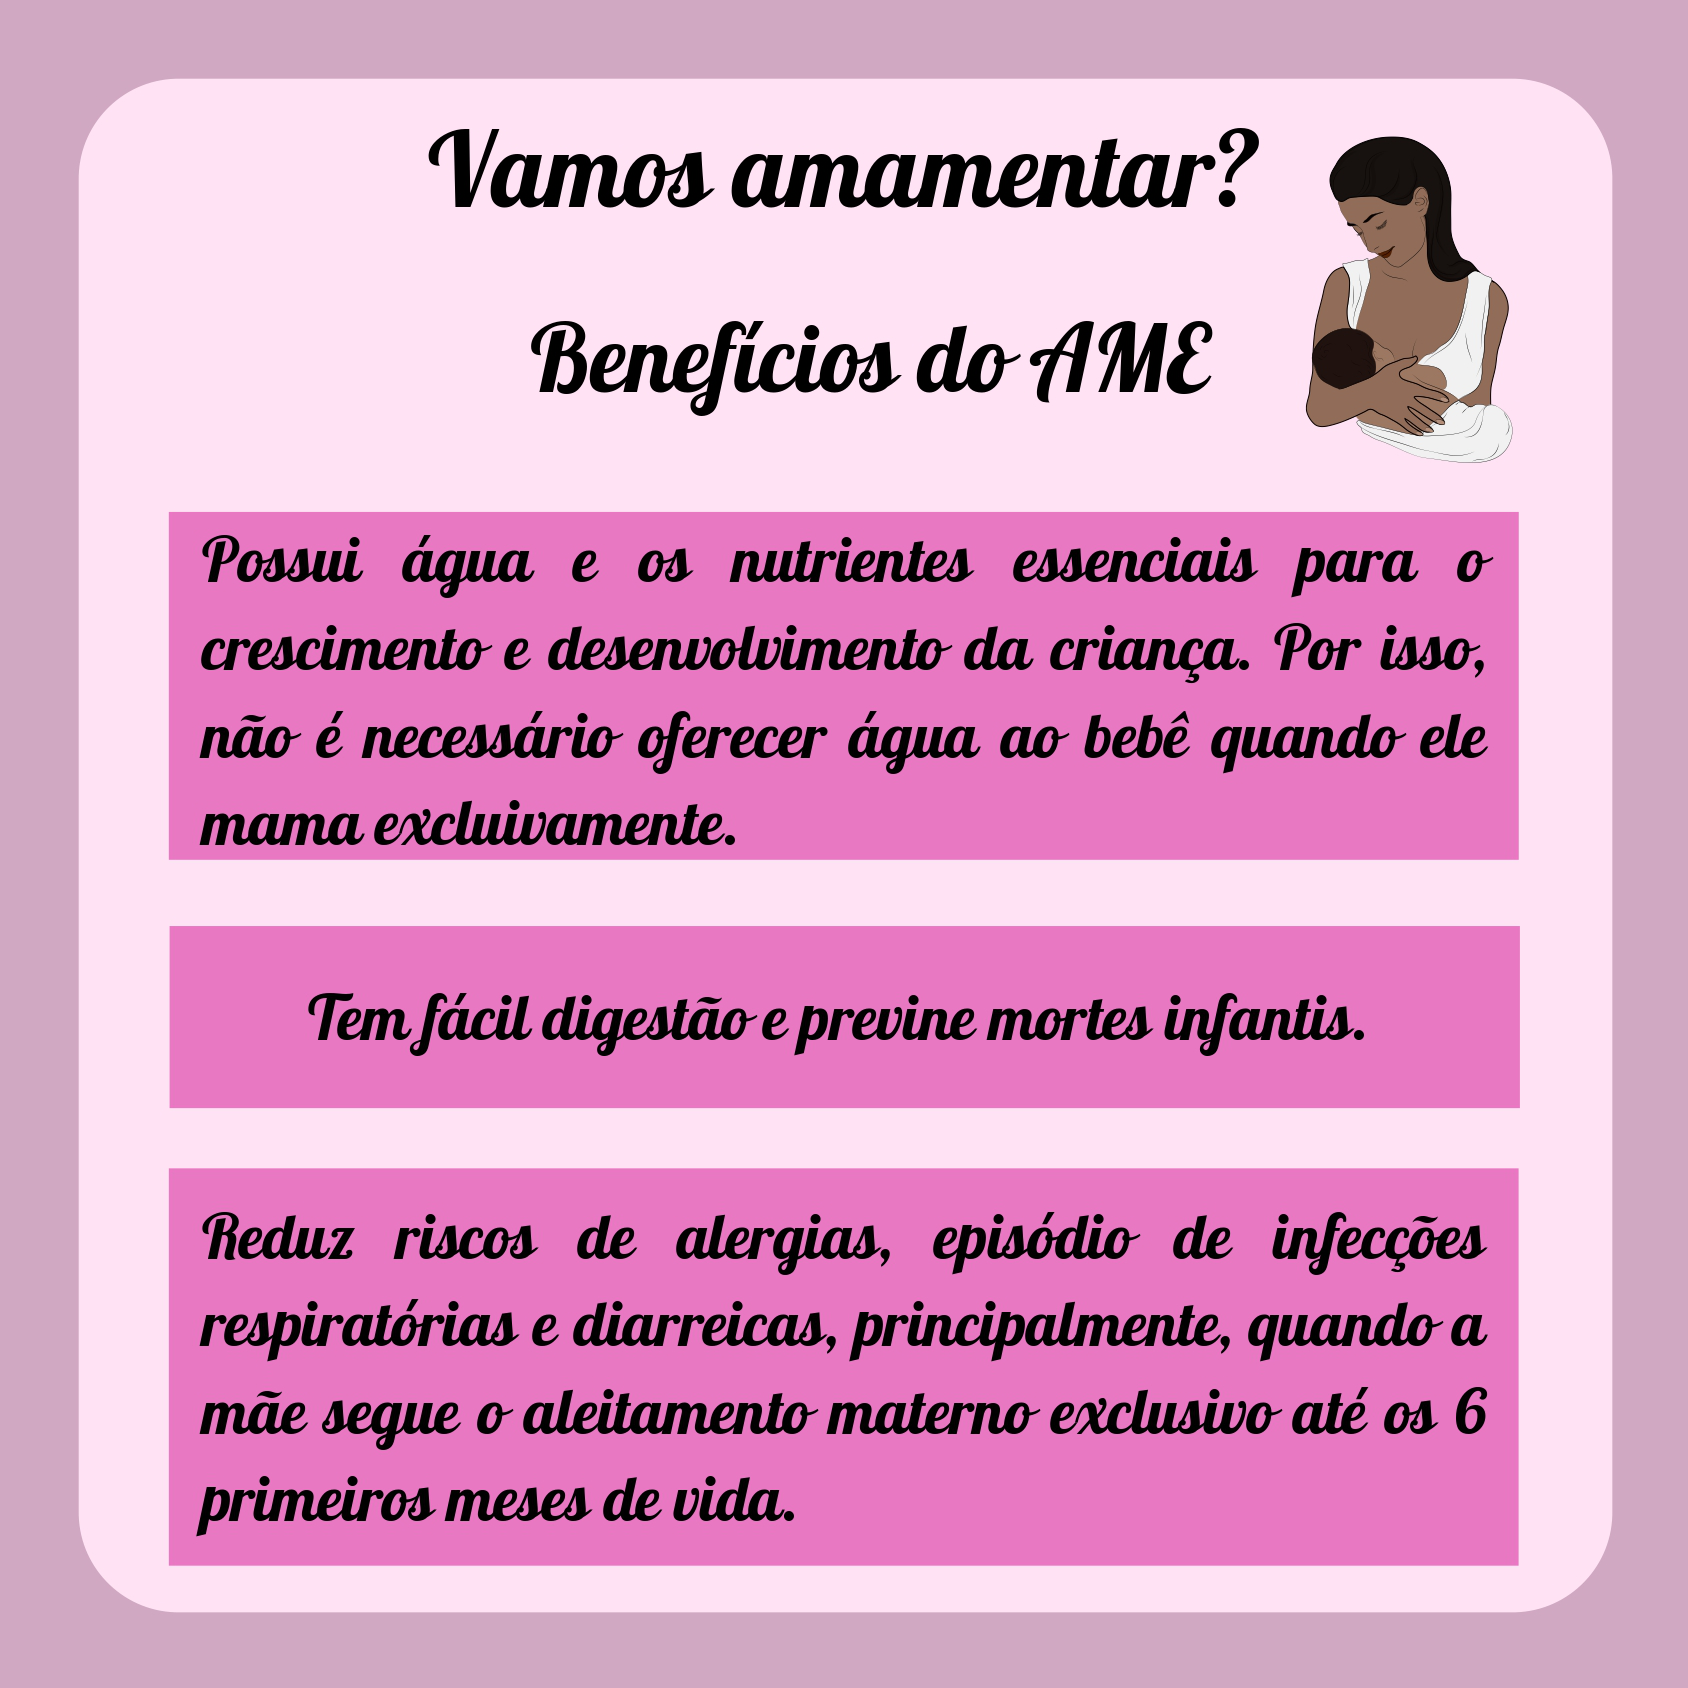 Vamos amamentar?
Benefícios do AME
Possui água e os nutrientes essenciais para o
crescimento e desenvolvimento da criança. Por isso,
não é necessário oferecer água ao bebê quando ele
mama excluivamente.
Tem fácil digestão e previne mortes infantis.
Reduz riscos de alergias, episódio de infecções
respiratórias e diarreicas, principalmente, quando a
mãe segue o aleitamento materno exclusivo até os 6
primeiros meses de vida.